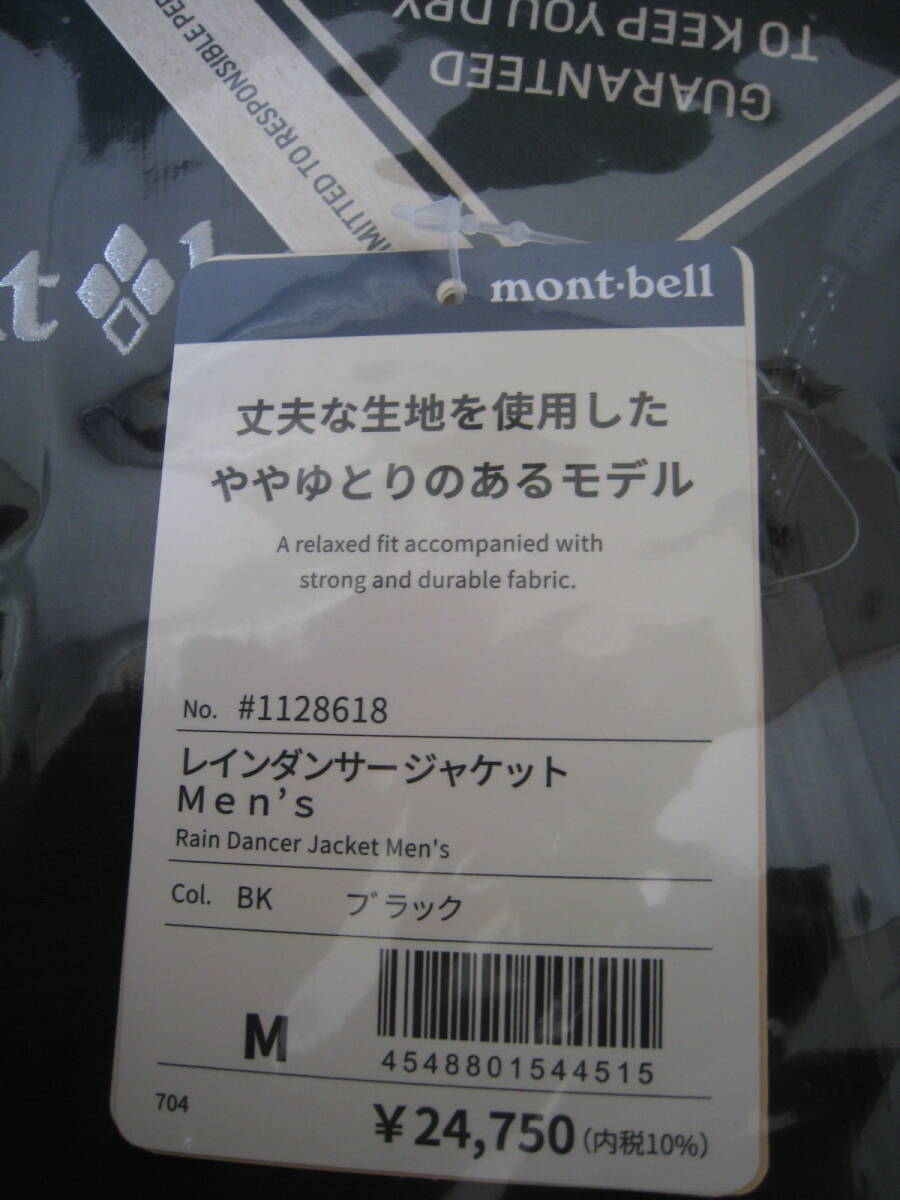 GUARANTEED
TO KEEP YOU DRY
TO RESPONSIBLE
mont·bell
丈夫な生地を使用した
ややゆとりのあるモデル
A relaxed fit accompanied with
strong and durable fabric.
No. #1128618
レインダンサージャケット
Men's
Rain Dancer Jacket Men's
Col. BK ブラック
M
4548801544515
704
¥24,750(内税10%)